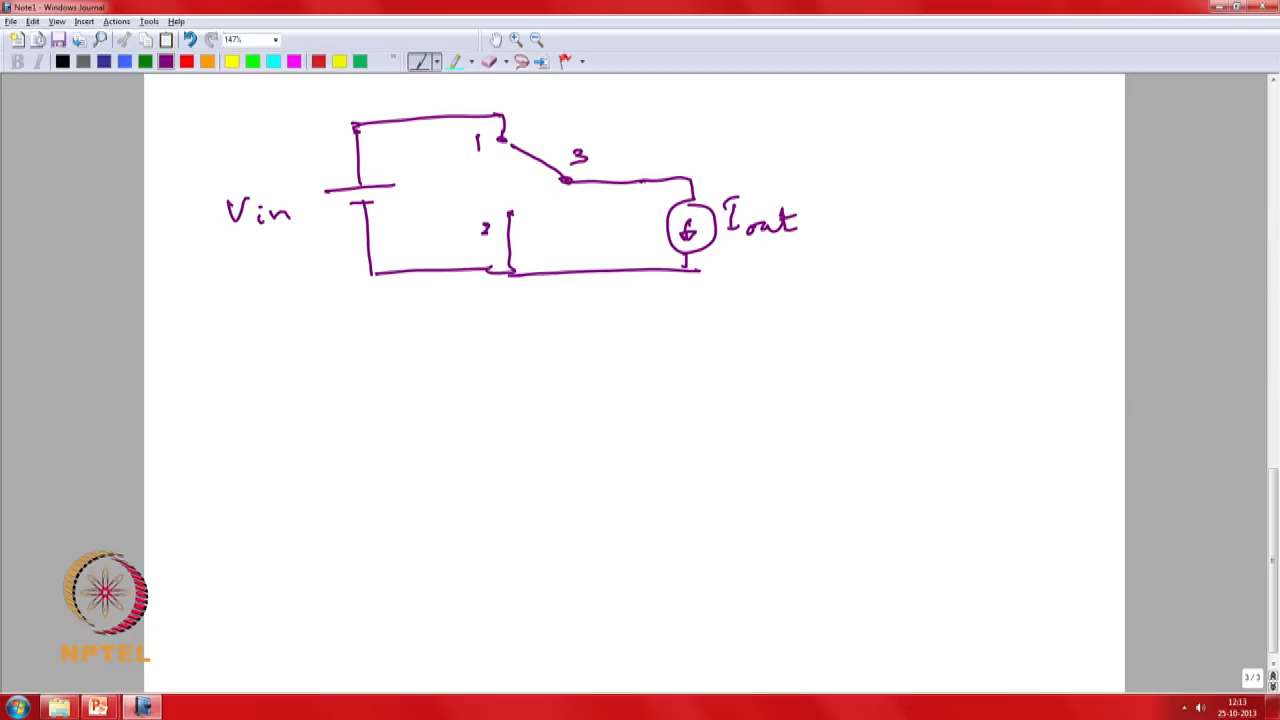 Note1 - Windows Journal
File Edit View Insert Actions Tools Help
147%
B I
1
3
Vin
2
Iout
NPTEL
3 / 3
12:13
25-10-2013